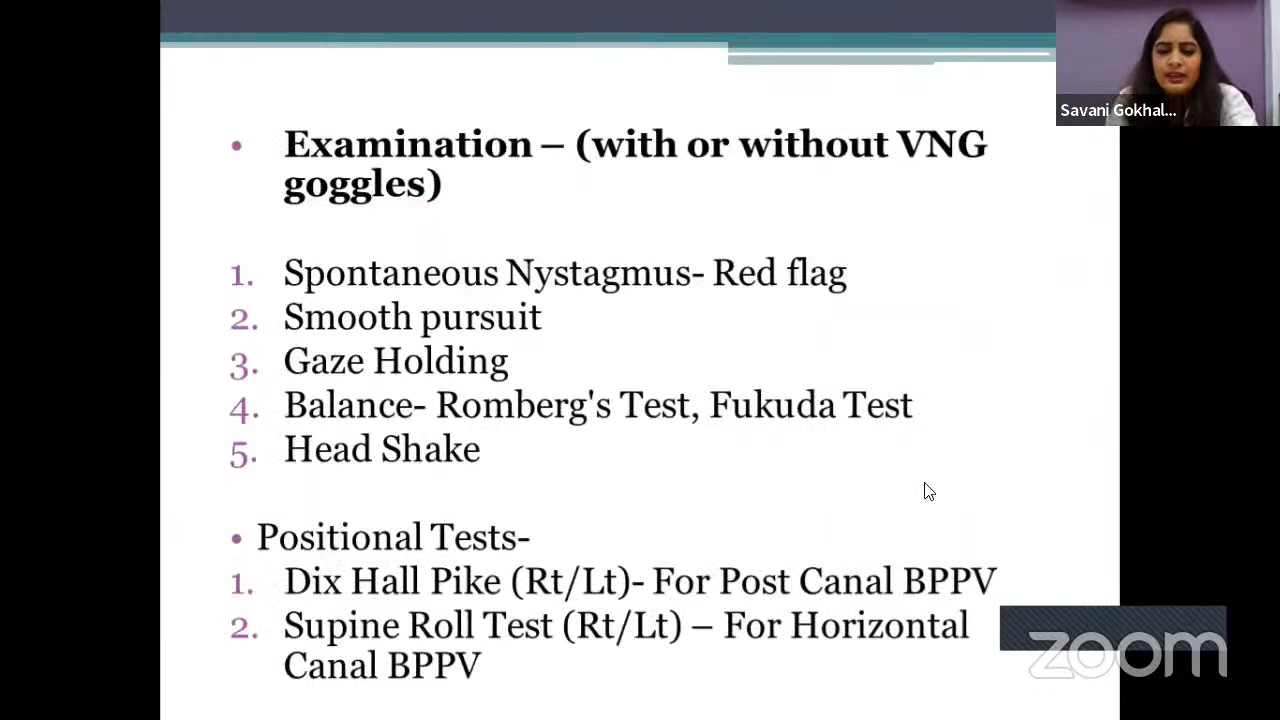 Savani Gokhal...
• Examination – (with or without VNG
goggles)
1. Spontaneous Nystagmus- Red flag
2. Smooth pursuit
3. Gaze Holding
4. Balance- Romberg's Test, Fukuda Test
5. Head Shake
• Positional Tests-
1. Dix Hall Pike (Rt/Lt)- For Post Canal BPPV
2. Supine Roll Test (Rt/Lt) – For Horizontal
Canal BPPV
zoom